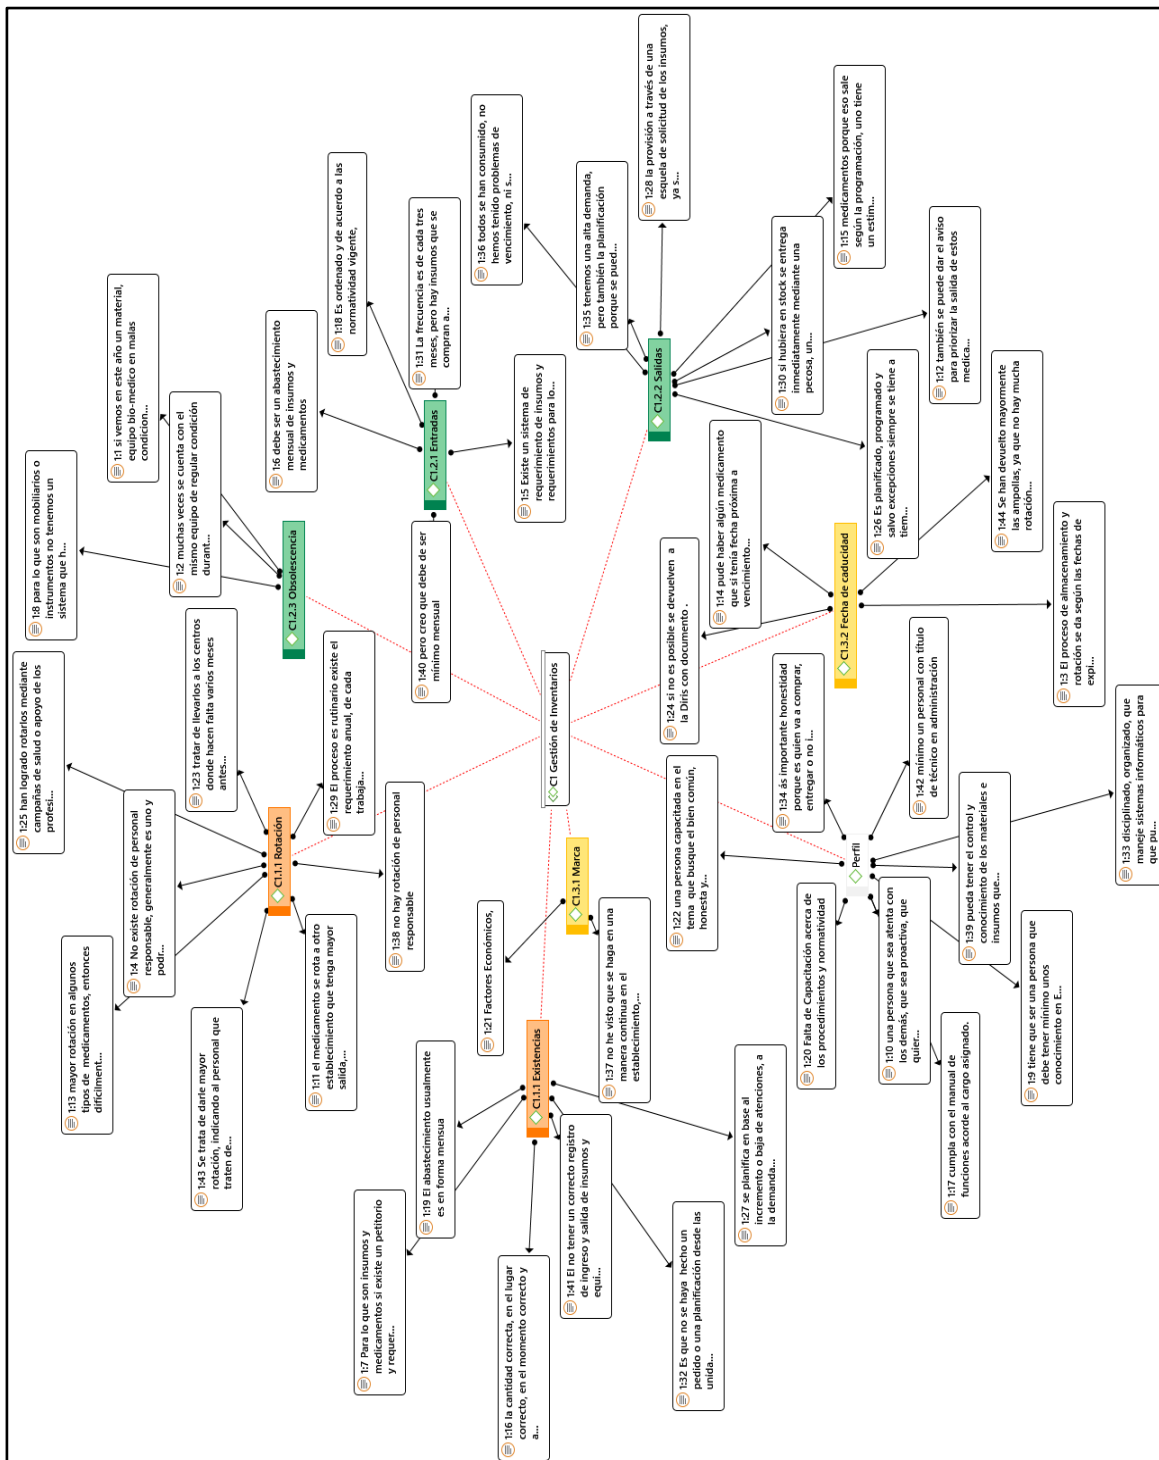 1:25 han logrado rotarlos mediante
campañas de salud o apoyo de los
profesi...
1:8 para lo que son mobiliarios o
instrumentos no tenemos un
sistema que h...
1:1 si vemos en este año un material,
equipo bio-medico en malas
condicion...
1:2 muchas veces se cuenta con el
mismo equipo de regular condición
durant...
1:18 Es ordenado y de acuerdo a las
normatividad vigente,
1:36 todos se han consumido, no
hemos tenido problemas de
vencimiento, ni s...
1:28 la provisión a través de una
esquela de solicitud de los insumos,
ya s...
1:13 mayor rotación en algunos
tipos de medicamentos, entonces
difícilment...
1:4 No existe rotación de personal
responsable, generalmente es uno y
podr...
1:23 tratar de llevarlos a los centros
donde hacen falta varios meses
antes...
C1.2.3 Obsolescencia
1:6 debe ser un abastecimiento
mensual de insumos y
medicamentos
1:31 La frecuencia es de cada tres
meses, pero hay insumos que se
compran a...
1:35 tenemos una alta demanda,
pero también la planificación
porque se pued...
1:43 Se trata de darle mayor
rotación, indicando al personal que
traten de...
C1.1.1 Rotación
1:29 El proceso es rutinario existe el
requerimiento anual, de cada
trabaja...
C1.2.1 Entradas
1:5 Existe un sistema de
requerimiento de insumos y
requerimientos para lo...
C1.2.2 Salidas
1:15 medicamentos porque eso sale
según la programación, uno tiene
un estim...
1:11 el medicamento se rota a otro
establecimiento que tenga mayor
salida,...
1:38 no hay rotación de personal
responsable
1:40 pero creo que debe de ser
mínimo mensual
1:30 si hubiera en stock se entrega
inmediatamente mediante una
pecosa, un...
1:12 también se puede dar el aviso
para priorizar la salida de estos
medica...
1:7 Para lo que son insumos y
medicamentos si existe un petitorio
y requer...
1:19 El abastecimiento usualmente
es en forma mensua
1:21 Factores Económicos,
C1.3.1 Marca
C1 Gestión de Inventarios
1:24 si no es posible se devuelven a
la Diris con documento .
1:14 pude haber algún medicamento
que si tenía fecha próxima a
vencimiento...
1:26 Es planificado, programado y
salvo excepciones siempre se tiene a
tiem...
1:44 Se han devuelto mayormente
las ampollas, ya que no hay mucha
rotación...
1:16 la cantidad correcta, en el lugar
correcto, en el momento correcto y
a...
C1.1.1 Existencias
1:41 El no tener un correcto registro
de ingreso y salida de insumos y
equi...
1:37 no he visto que se haga en una
manera continua en el
establecimiento,...
1:22 una persona capacitada en el
tema que busque el bien común,
honesta y...
1:34 ás importante honestidad
porque es quien va a comprar,
entregar o no i...
C1.3.2 Fecha de caducidad
1:32 Es que no se haya hecho un
pedido o una planificación desde las
unida...
1:27 se planifica en base al
incremento o baja de atenciones, a
la demanda...
1:20 Falta de Capacitación acerca de
los procedimientos y normatividad
Perfil
1:42 mínimo un personal con título
de técnico en administración
1:3 El proceso de almacenamiento y
rotación se da según las fechas de
expi...
1:10 una persona que sea atenta con
los demás, que sea proactiva, que
quier...
1:39 pueda tener el control y
conocimiento de los materiales e
insumos que...
1:17 cumpla con el manual de
funciones acorde al cargo asignado.
1:9 tiene que ser una persona que
debe tener mínimo unos
conocimiento en E...
1:33 disciplinado, organizado, que
maneje sistemas informáticos para
que pu...